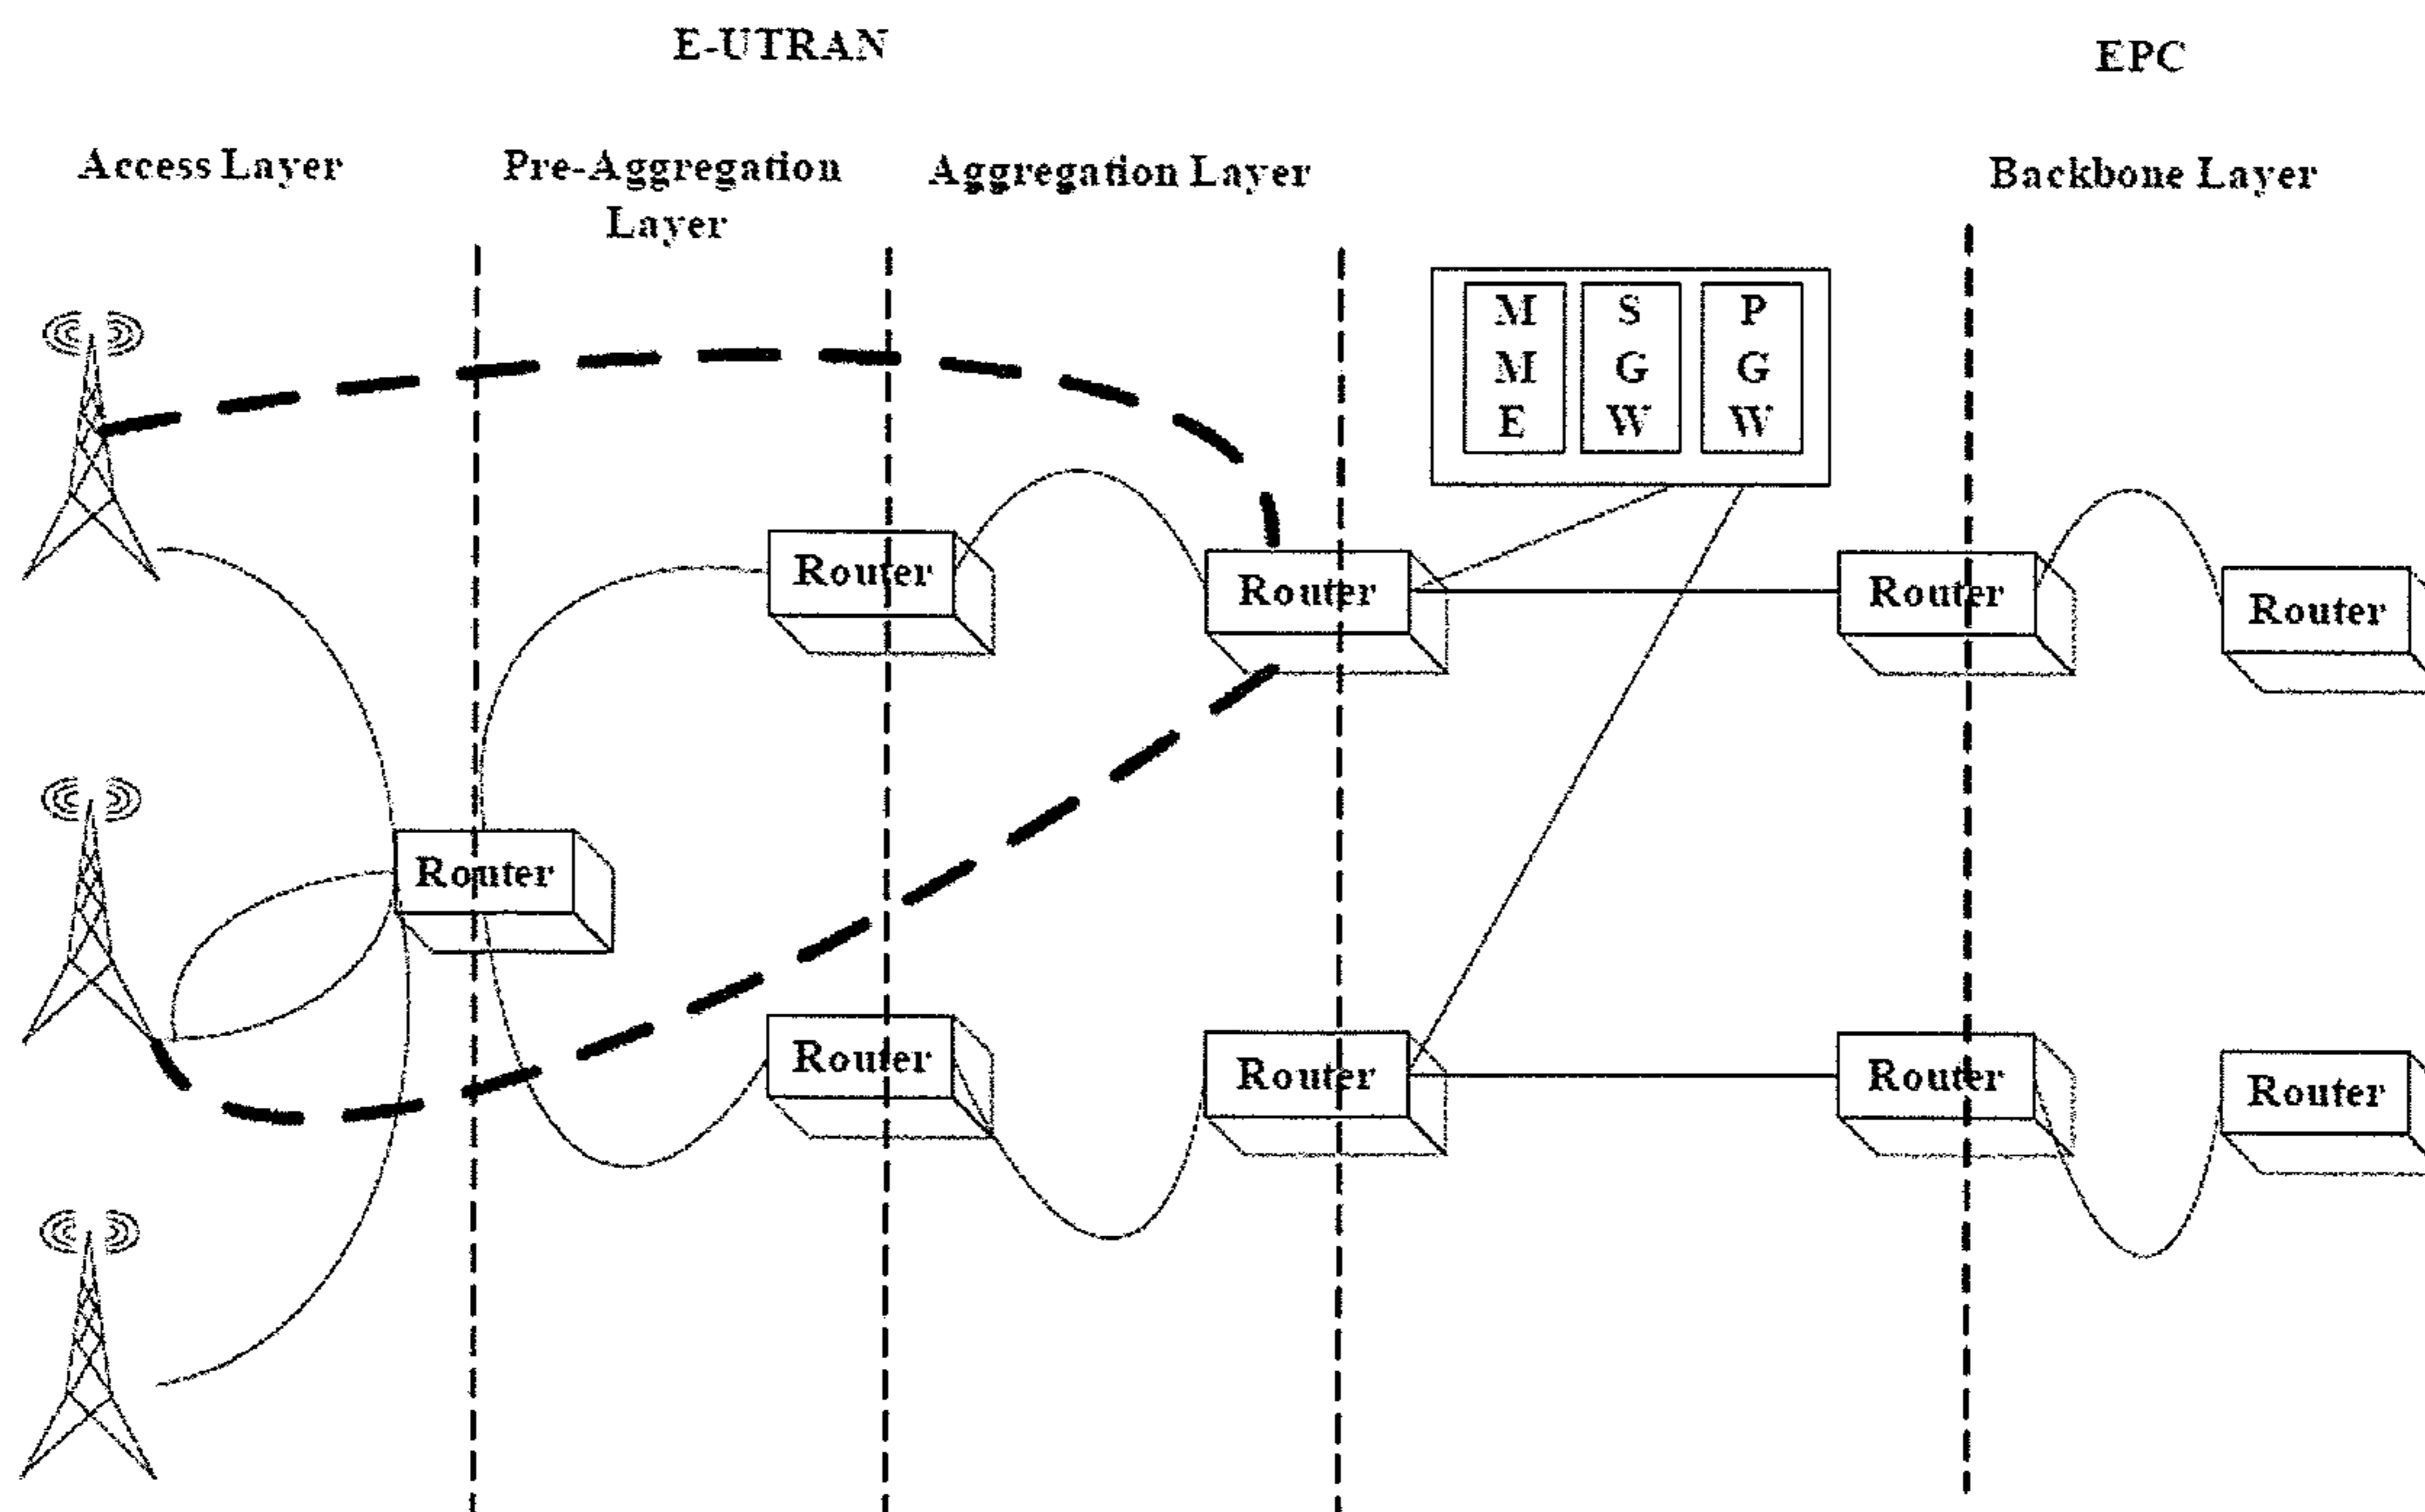 E-UTRAN
EPC
Access Layer
Pre-Aggregation
Layer
Aggregation Layer
Backbone Layer
M
M
E
S
G
W
P
G
W
Router
Router
Router
Router
Router
Router
Router
Router
Router